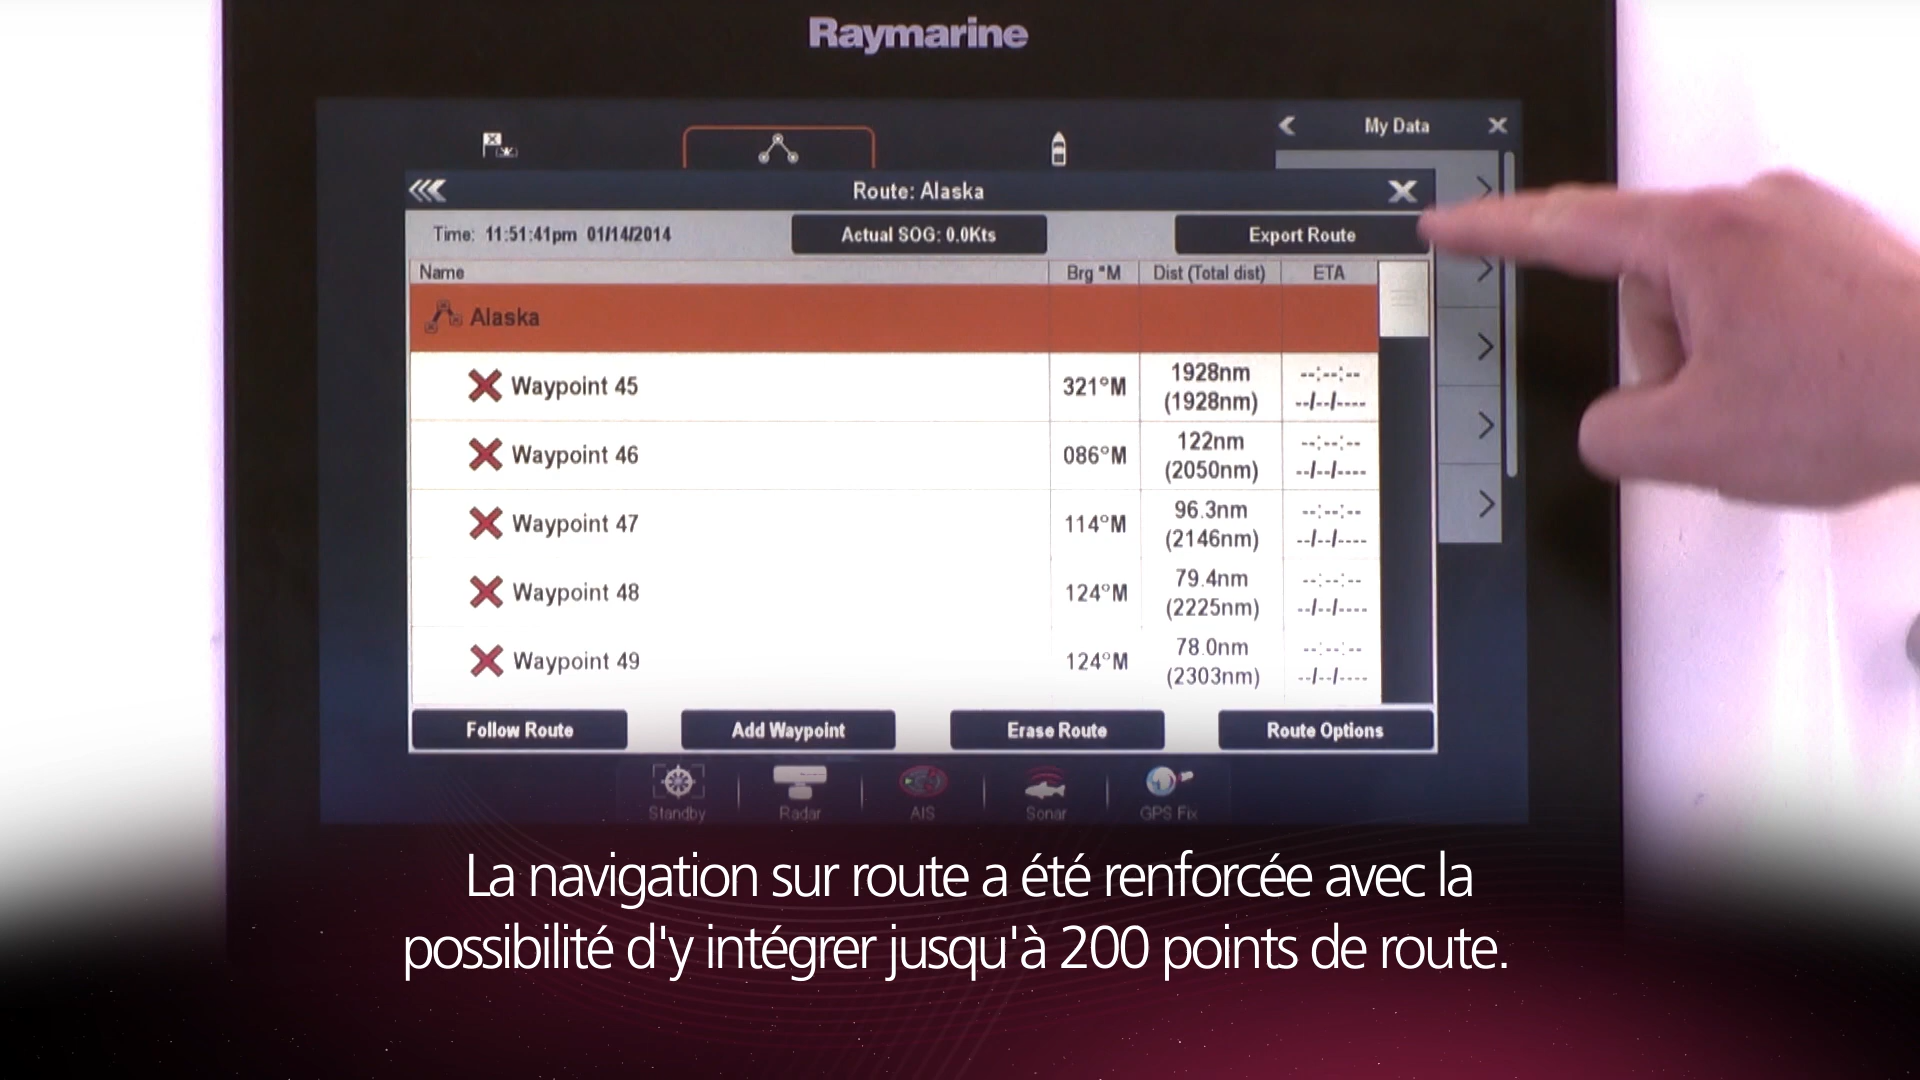 Raymarine
My Data
Route: Alaska
Time: 11:51:41pm 01/14/2014
Actual SOG: 0.0Kts
Export Route
Name Brg °M Dist (Total dist) ETA
Alaska
Waypoint 45 321°M 1928nm --:--:--
(1928nm) --/--/----
Waypoint 46 086°M 122nm --:--:--
(2050nm) --/--/----
Waypoint 47 114°M 96.3nm --:--:--
(2146nm) --/--/----
Waypoint 48 124°M 79.4nm --:--:--
(2225nm) --/--/----
Waypoint 49 124°M 78.0nm --:--:--
(2303nm) --/--/----
Follow Route Add Waypoint Erase Route Route Options
Standby Radar AIS Sonar GPS Fix
La navigation sur route a été renforcée avec la
possibilité d'y intégrer jusqu'à 200 points de route.